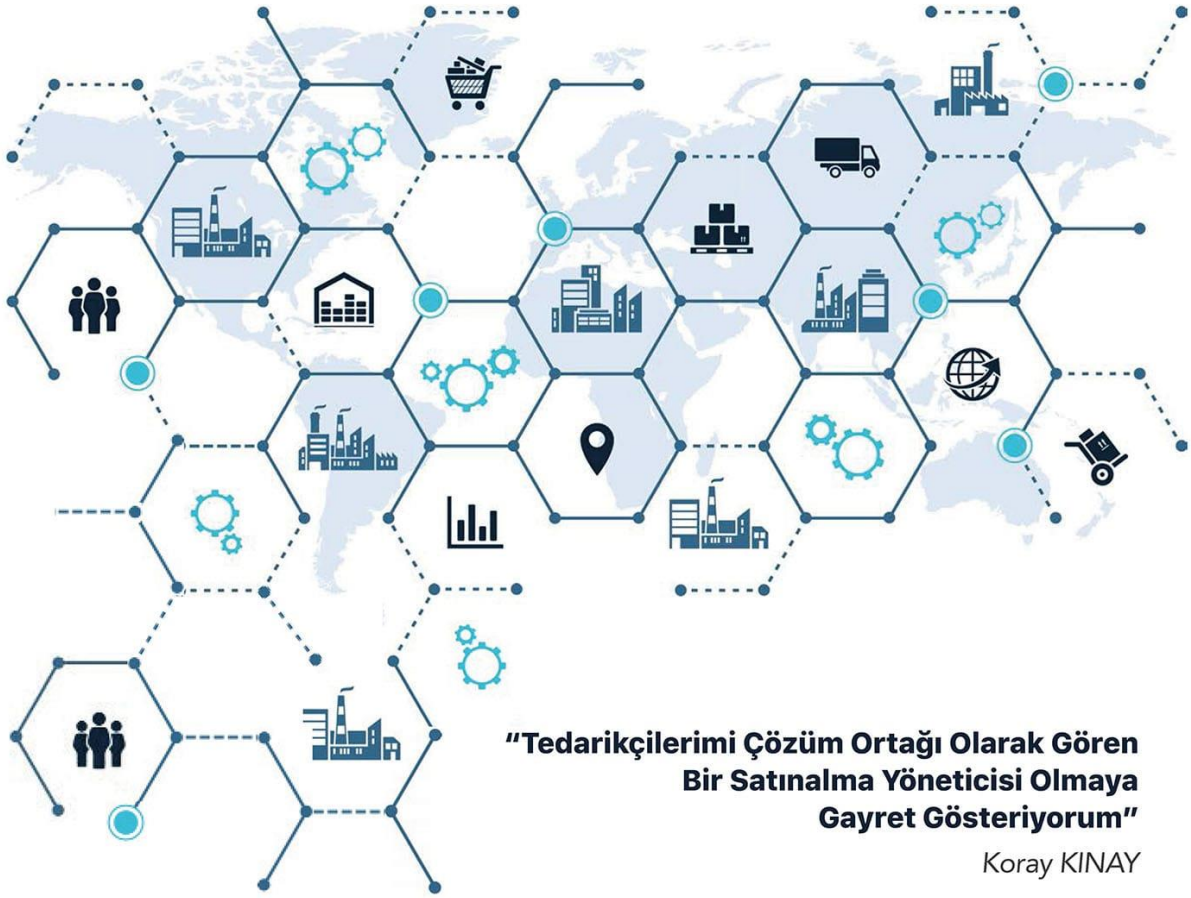 “Tedarikçilerimi Çözüm Ortağı Olarak Gören
Bir Satınalma Yöneticisi Olmaya
Gayret Gösteriyorum”
Koray KINAY